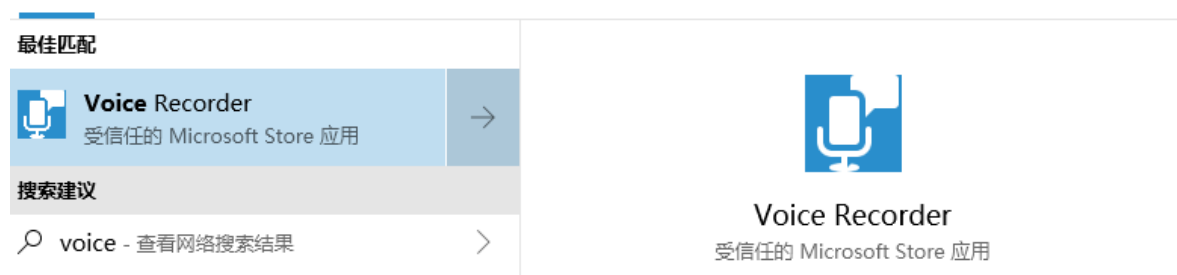 最佳匹配
Voice Recorder
受信任的 Microsoft Store 应用
搜索建议
voice - 查看网络搜索结果
Voice Recorder
受信任的 Microsoft Store 应用